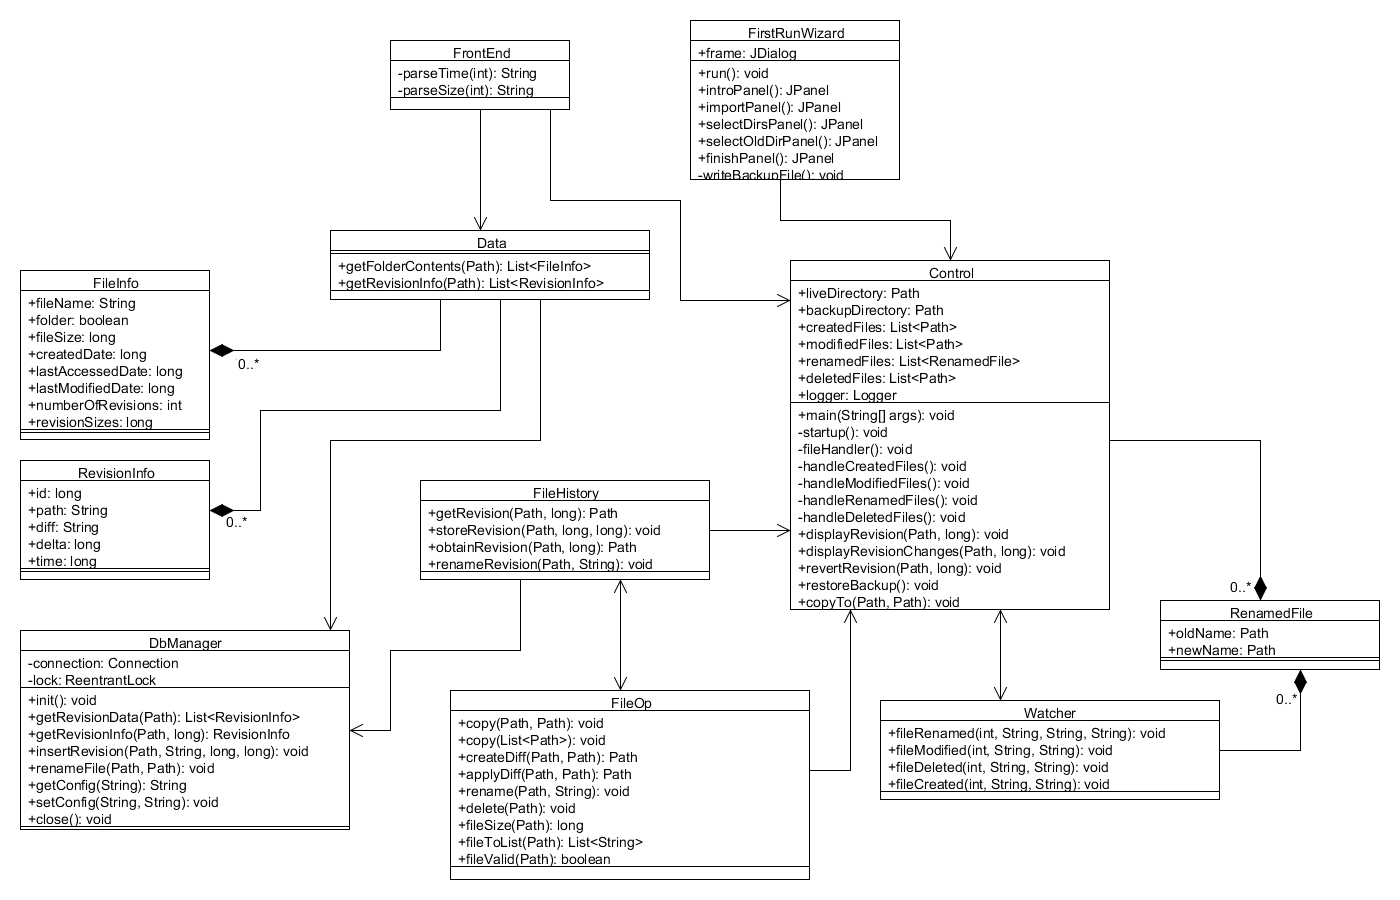 FrontEnd
-parseTime(int): String
-parseSize(int): String
FirstRunWizard
+frame: JDialog
+run(): void
+introPanel(): JPanel
+importPanel(): JPanel
+selectDirsPanel(): JPanel
+selectOldDirPanel(): JPanel
+finishPanel(): JPanel
-writeBackupFile(): void
Data
+getFolderContents(Path): List<FileInfo>
+getRevisionInfo(Path): List<RevisionInfo>
FileInfo
+fileName: String
+folder: boolean
+fileSize: long
+createdDate: long
+lastAccessedDate: long
+lastModifiedDate: long
+numberOfRevisions: int
+revisionSizes: long
0..*
Control
+liveDirectory: Path
+backupDirectory: Path
+createdFiles: List<Path>
+modifiedFiles: List<Path>
+renamedFiles: List<RenamedFile>
+deletedFiles: List<Path>
+logger: Logger
+main(String[] args): void
-startup(): void
-fileHandler(): void
-handleCreatedFiles(): void
-handleModifiedFiles(): void
-handleRenamedFiles(): void
-handleDeletedFiles(): void
+displayRevision(Path, long): void
+displayRevisionChanges(Path, long): void
+revertRevision(Path, long): void
+restoreBackup(): void
+copyTo(Path, Path): void
RevisionInfo
+id: long
+path: String
+diff: String
+delta: long
+time: long
0..*
FileHistory
+getRevision(Path, long): Path
+storeRevision(Path, long, long): void
+obtainRevision(Path, long): Path
+renameRevision(Path, String): void
0..*
RenamedFile
+oldName: Path
+newName: Path
0..*
DbManager
-connection: Connection
-lock: ReentrantLock
+init(): void
+getRevisionData(Path): List<RevisionInfo>
+getRevisionInfo(Path, long): RevisionInfo
+insertRevision(Path, String, long, long): void
+renameFile(Path, Path): void
+getConfig(String): String
+setConfig(String, String): void
+close(): void
FileOp
+copy(Path, Path): void
+copy(List<Path>): void
+createDiff(Path, Path): Path
+applyDiff(Path, Path): Path
+rename(Path, String): void
+delete(Path): void
+fileSize(Path): long
+fileToList(Path): List<String>
+fileValid(Path): boolean
Watcher
+fileRenamed(int, String, String, String): void
+fileModified(int, String, String): void
+fileDeleted(int, String, String): void
+fileCreated(int, String, String): void